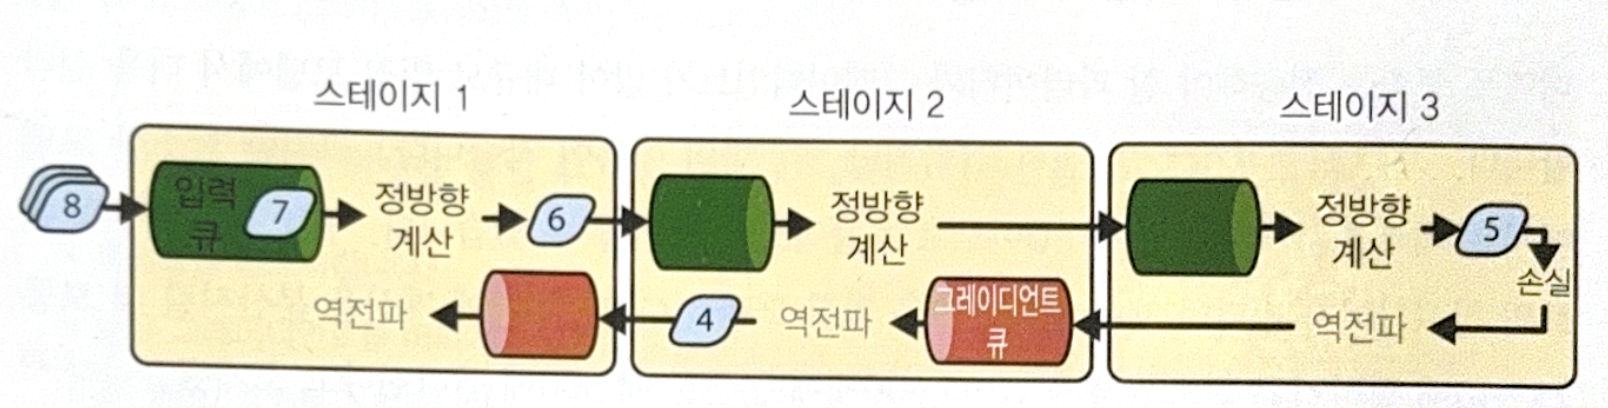 스테이지 1
스테이지 2
스테이지 3
8
입력
큐
7
정방향
계산
6
정방향
계산
정방향
계산
5
손실
역전파
4
역전파
그레이디언트
큐
역전파